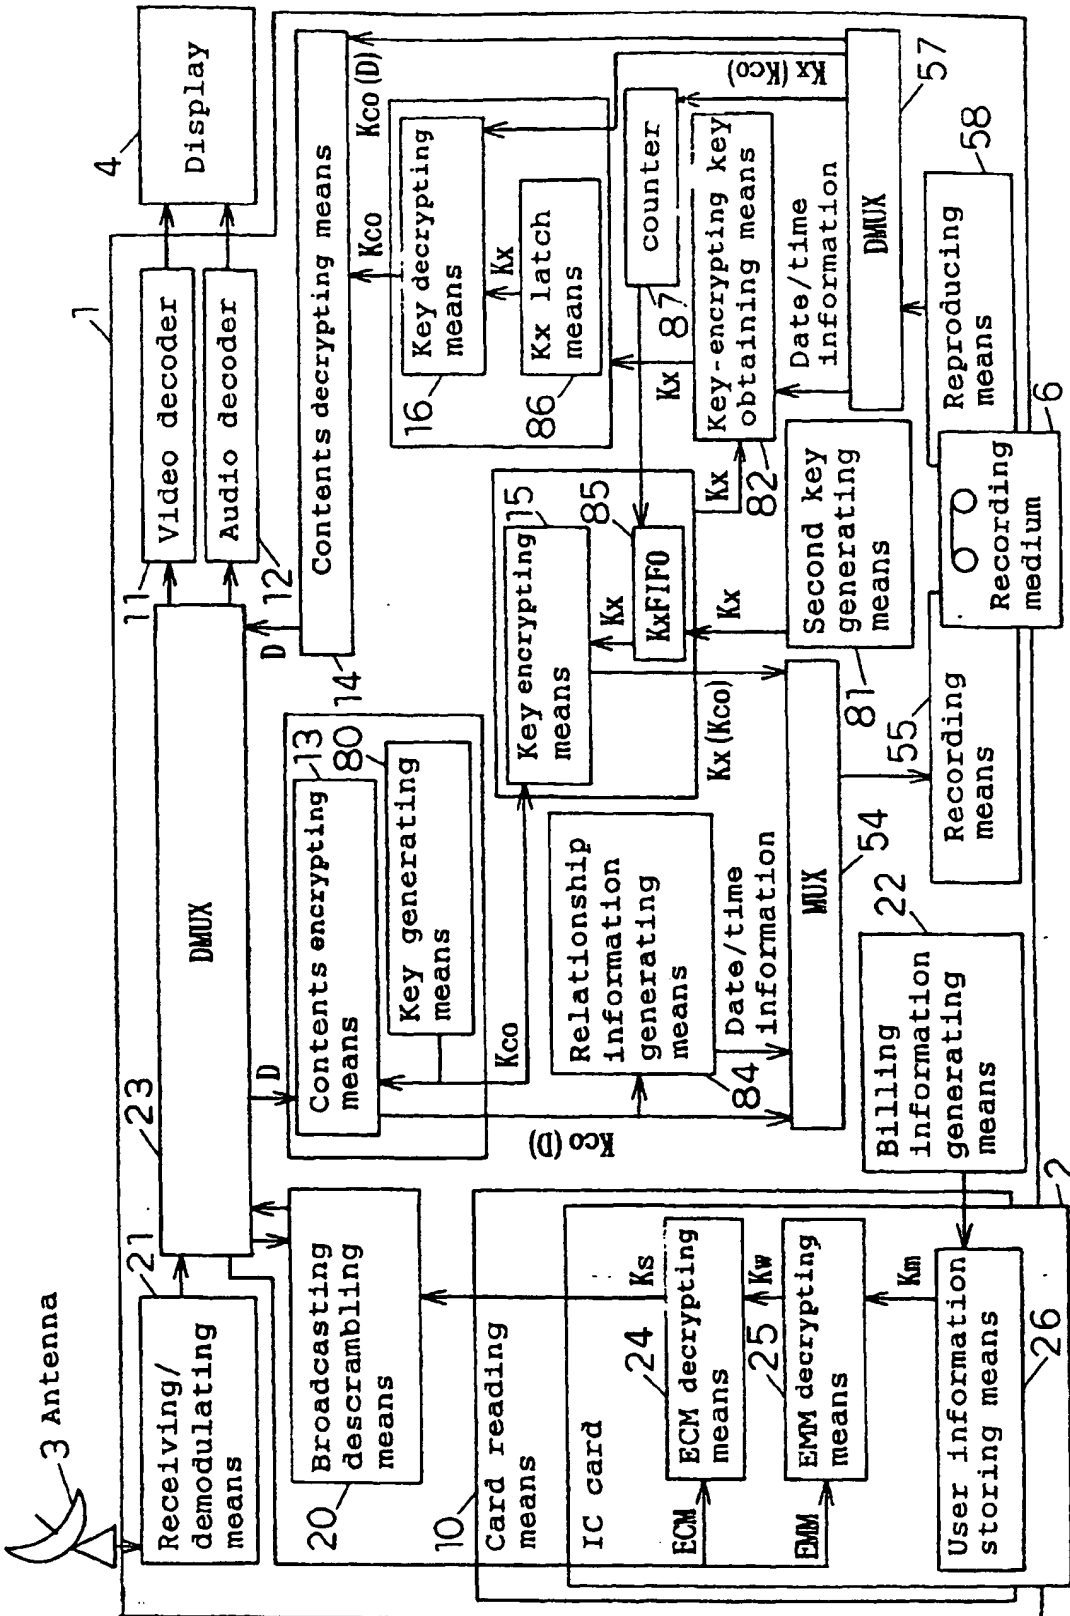 3 Antenna
Receiving/
demodulating
means
21
23
DMUX
11
Video decoder
Audio decoder
12
1
4
Display
20
Broadcasting
descrambling
means
D
13
Contents encrypting
means
80
Key generating
means
D
14
Contents decrypting means
Kco (D)
Kco
10
Card reading
means
Ks
Kco (D)
Kco
Key encrypting
means
15
Kx
85
KxFIFO
Kx
16
Key decrypting
means
Kx
86
Kx latch
means
Kx
87
counter
Kx (Kco)
IC card
24
ECM decrypting
means
ECM
Kw
25
EMM decrypting
means
EMM
Km
Relationship
information
generating
means
84
Date/time
information
Kx (Kco)
Kx
82
Key-encrypting key
obtaining means
Date/time
information
81
Second key
generating
means
MUX
54
DMUX
57
User information
storing means
26
2
22
Billing
information
generating
means
55
Recording
means
Recording
medium
6
Reproducing
means
58